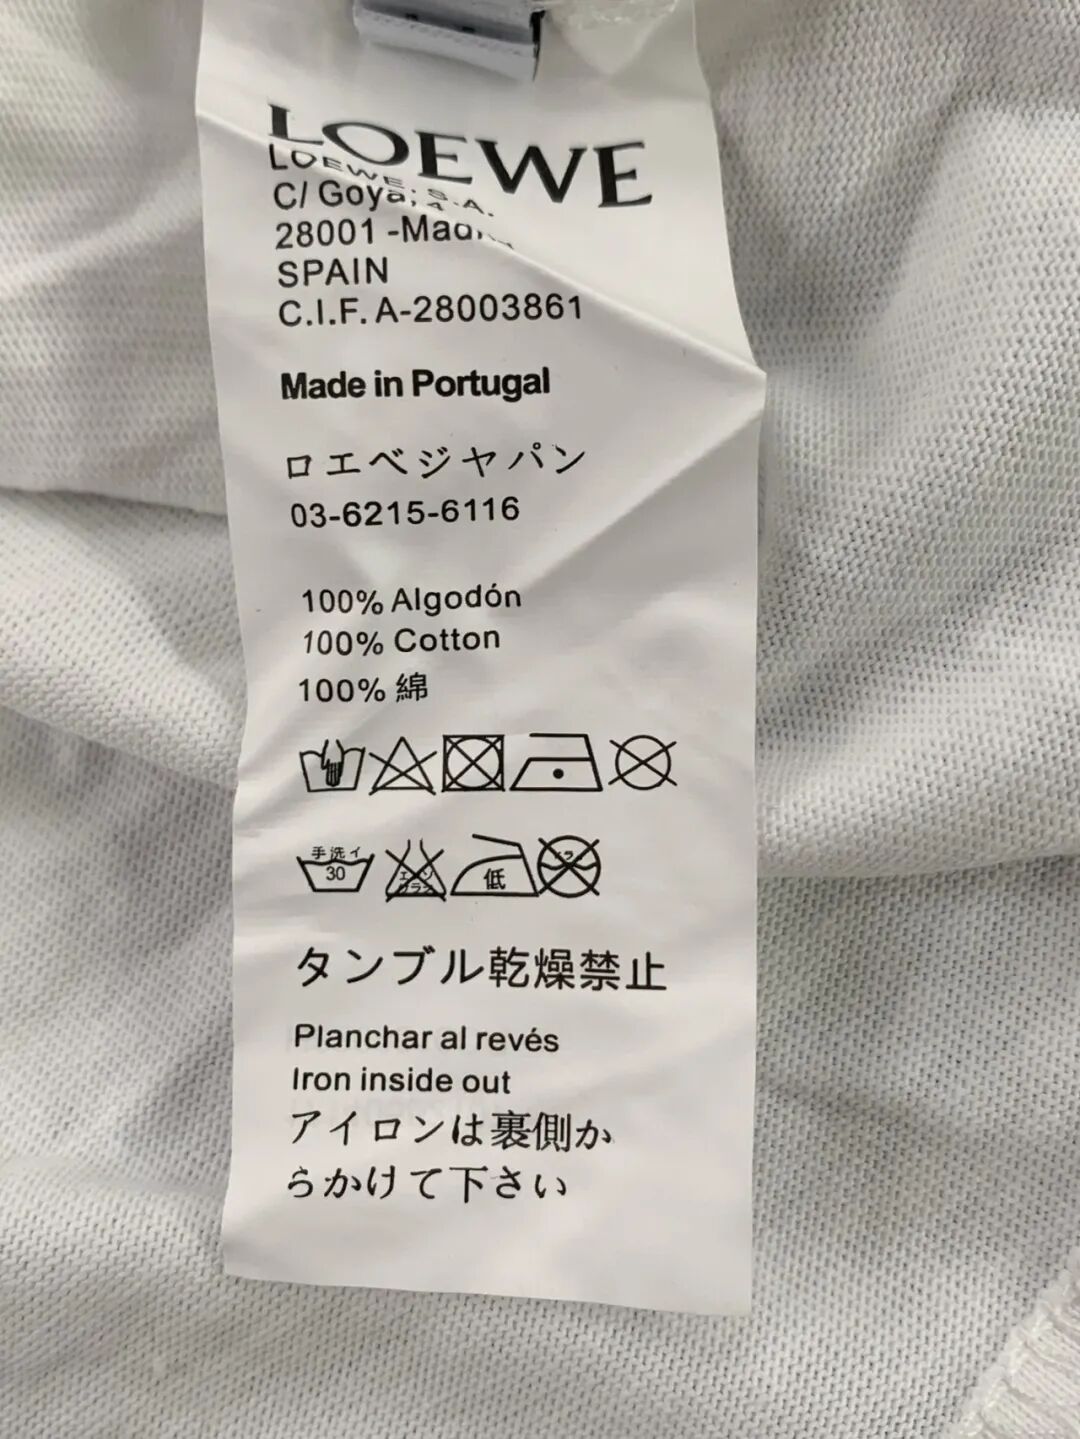 LOEWE
LOEWE, S.A.
C/ Goya, 4
28001 -Madrid
SPAIN
C.I.F. A-28003861
Made in Portugal
ロエベジャパン
03-6215-6116
100% Algodón
100% Cotton
100% 綿
手洗イ
30
低
タンブル乾燥禁止
Planchar al revés
Iron inside out
アイロンは裏側か
らかけて下さい